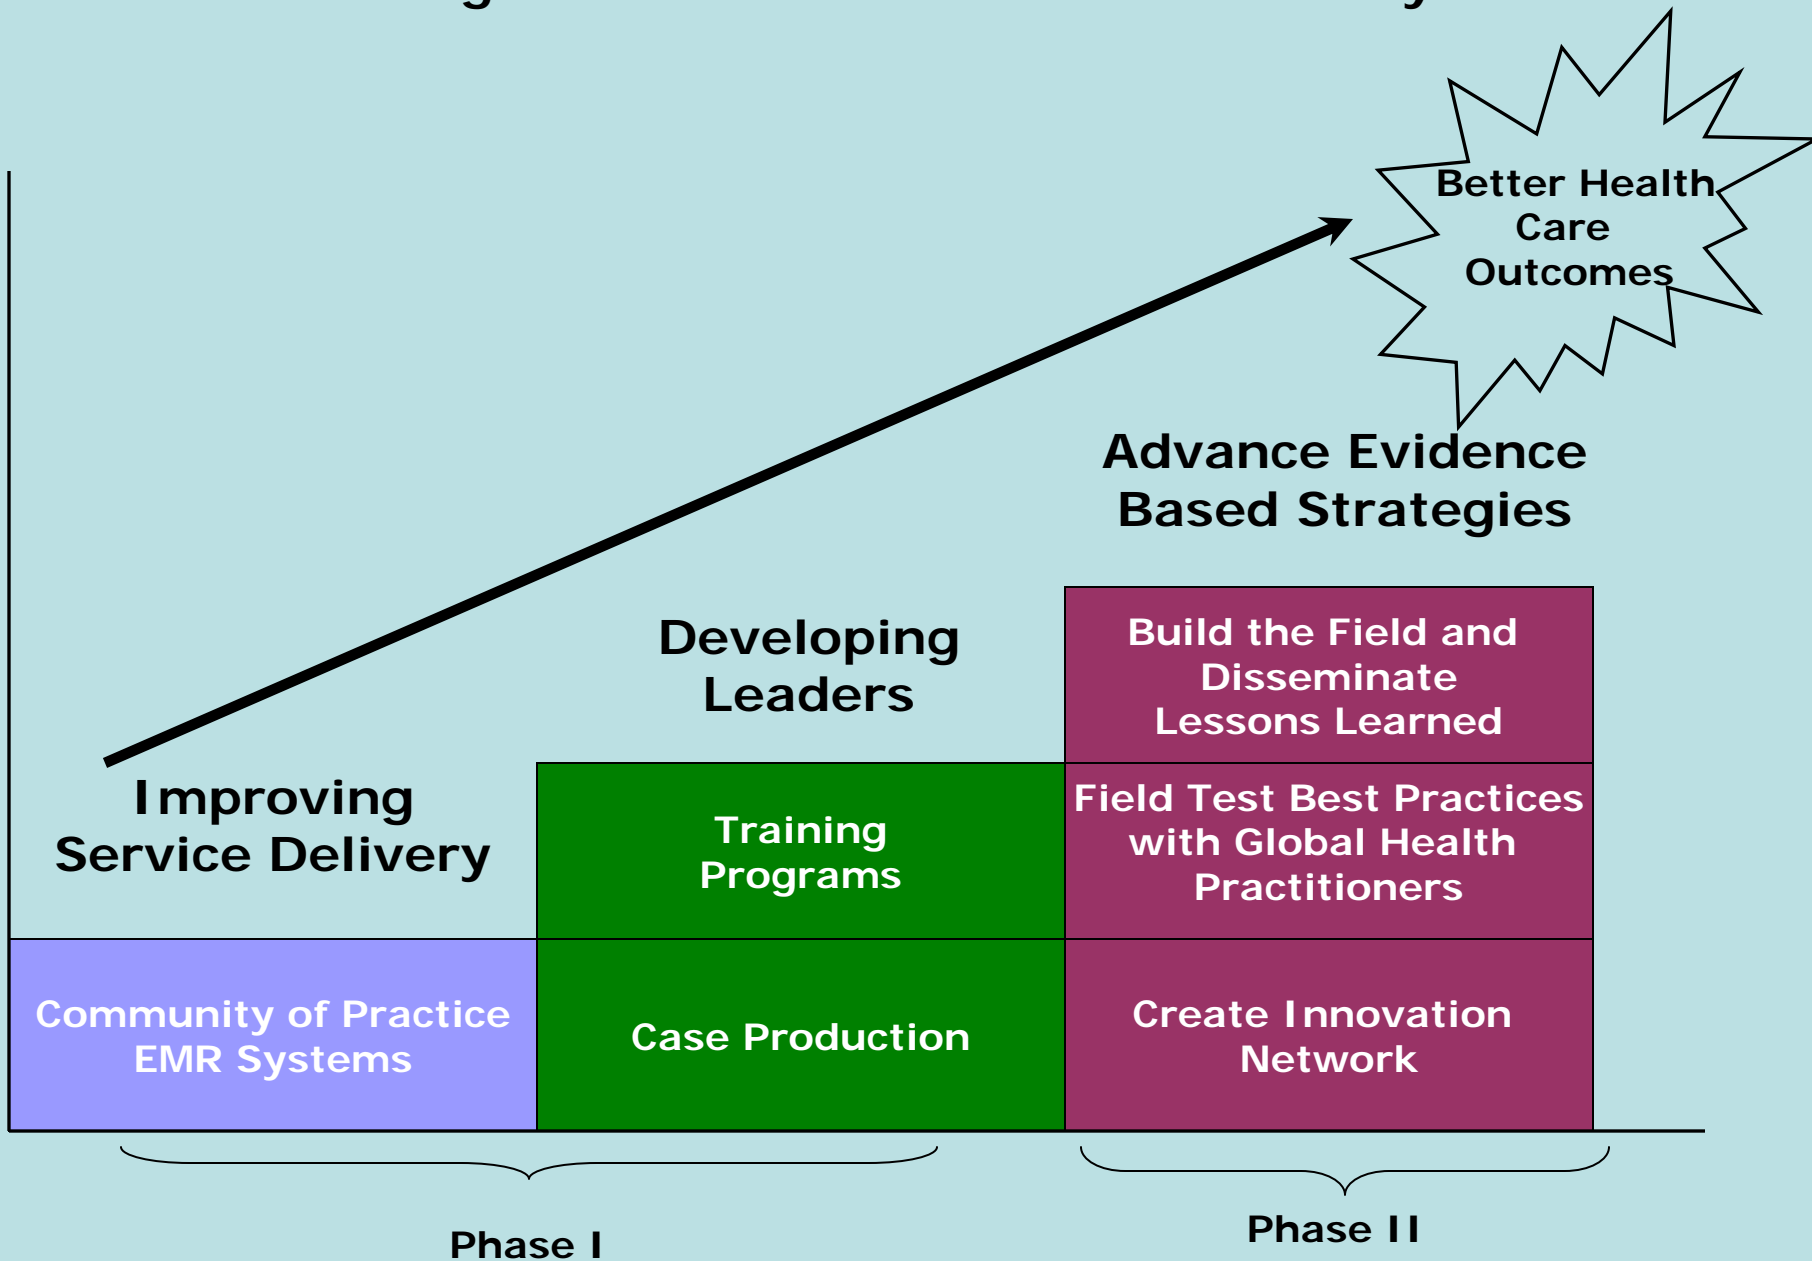 Better Health
Care
Outcomes
Advance Evidence
Based Strategies
Developing
Leaders
Improving
Service Delivery
Build the Field and
Disseminate
Lessons Learned
Training
Programs
Field Test Best Practices
with Global Health
Practitioners
Community of Practice
EMR Systems
Case Production
Create Innovation
Network
Phase I
Phase II